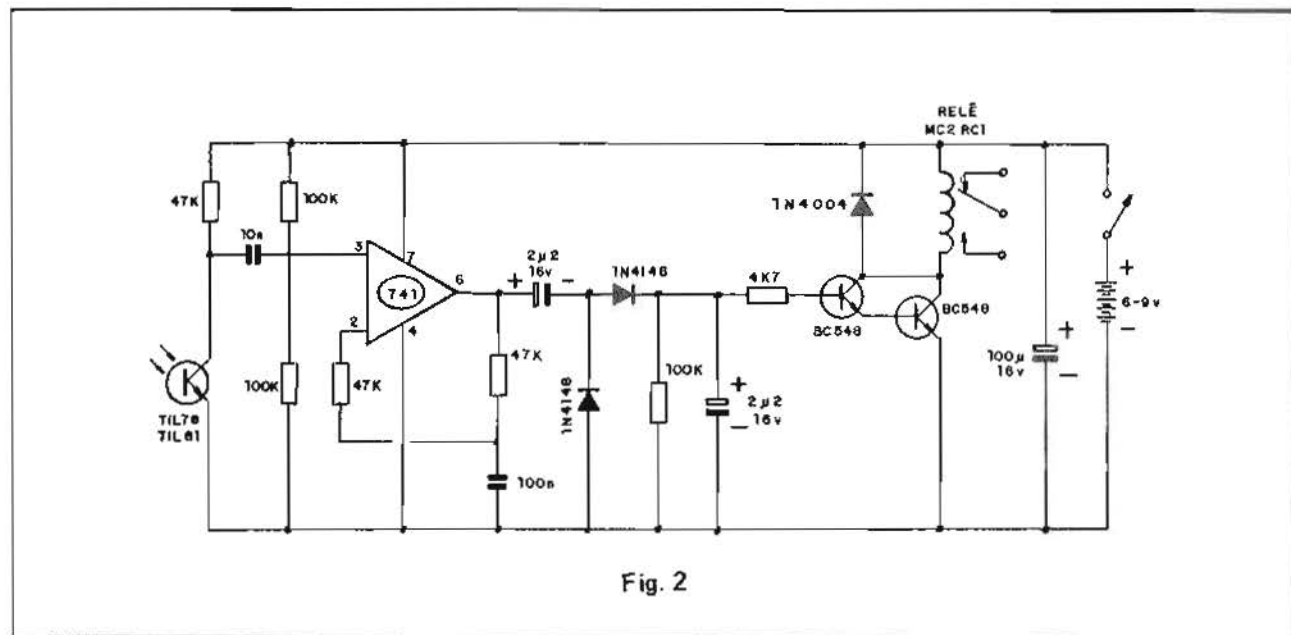 RELÊ
MC2 RC1
47K
100K
1N4004
10n
3
7
2µ2
16v
+
-
1N4148
4K7
741
6
BC548
BC548
+
6-9v
-
2
4
47K
47K
100K
TIL78
TIL81
1N4148
100K
+
2µ2
-
16v
100µ
16v
+
-
100n
Fig. 2